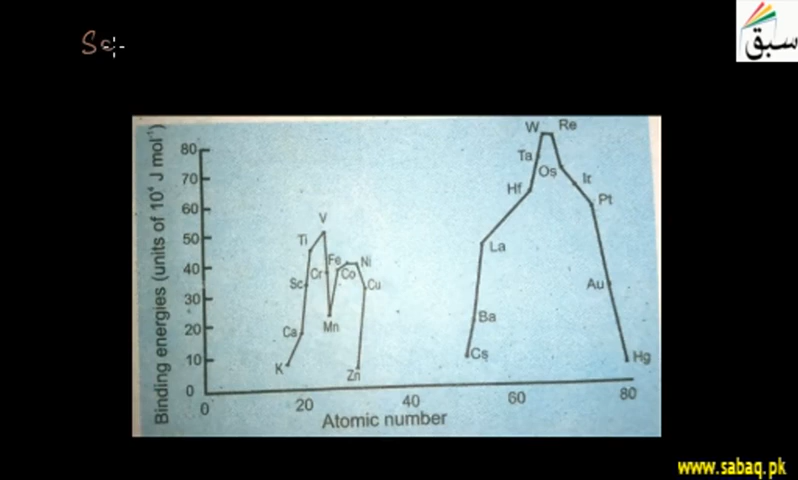 Sc
سبق
W Re
80
Ta
70
Os Ir
Hf
Pt
60
V
50
Ti
La
40
Fe Ni
Cr Co
Sc Cu
Au
30
Mn
Ba
20
Ca
10
K
Zn
Cs
Hg
0
0 20 40 60 80
Binding energies (units of 10⁴ J mol⁻¹)
Atomic number
www.sabaq.pk